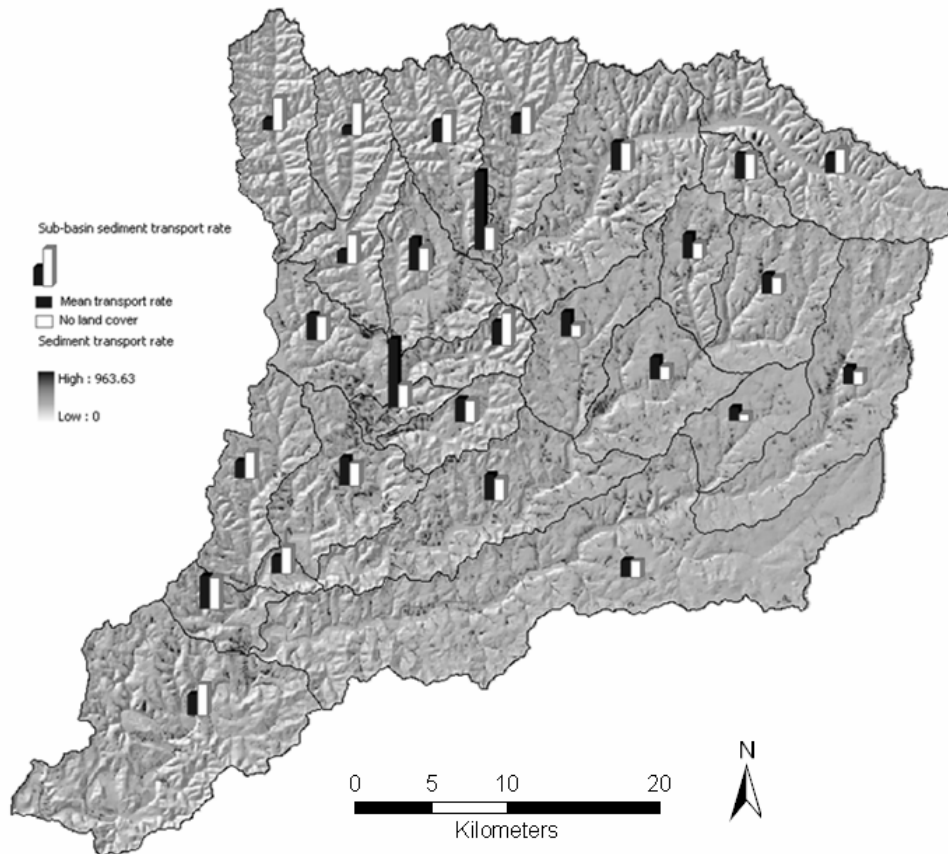 Sub-basin sediment transport rate
Mean transport rate
No land cover
Sediment transport rate
High : 963.63
Low : 0
N
0 5 10 20
Kilometers